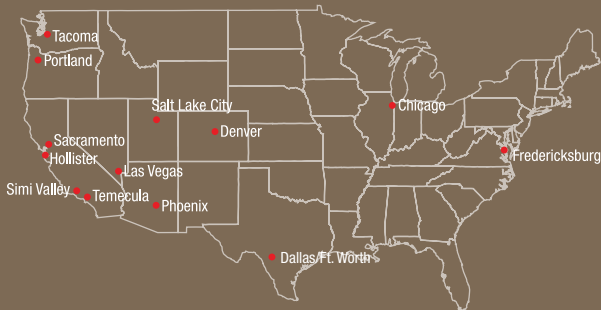 Tacoma
Portland
Salt Lake City
Chicago
Denver
Sacramento
Hollister
Fredericksburg
Las Vegas
Simi Valley
Temecula
Phoenix
Dallas/Ft. Worth